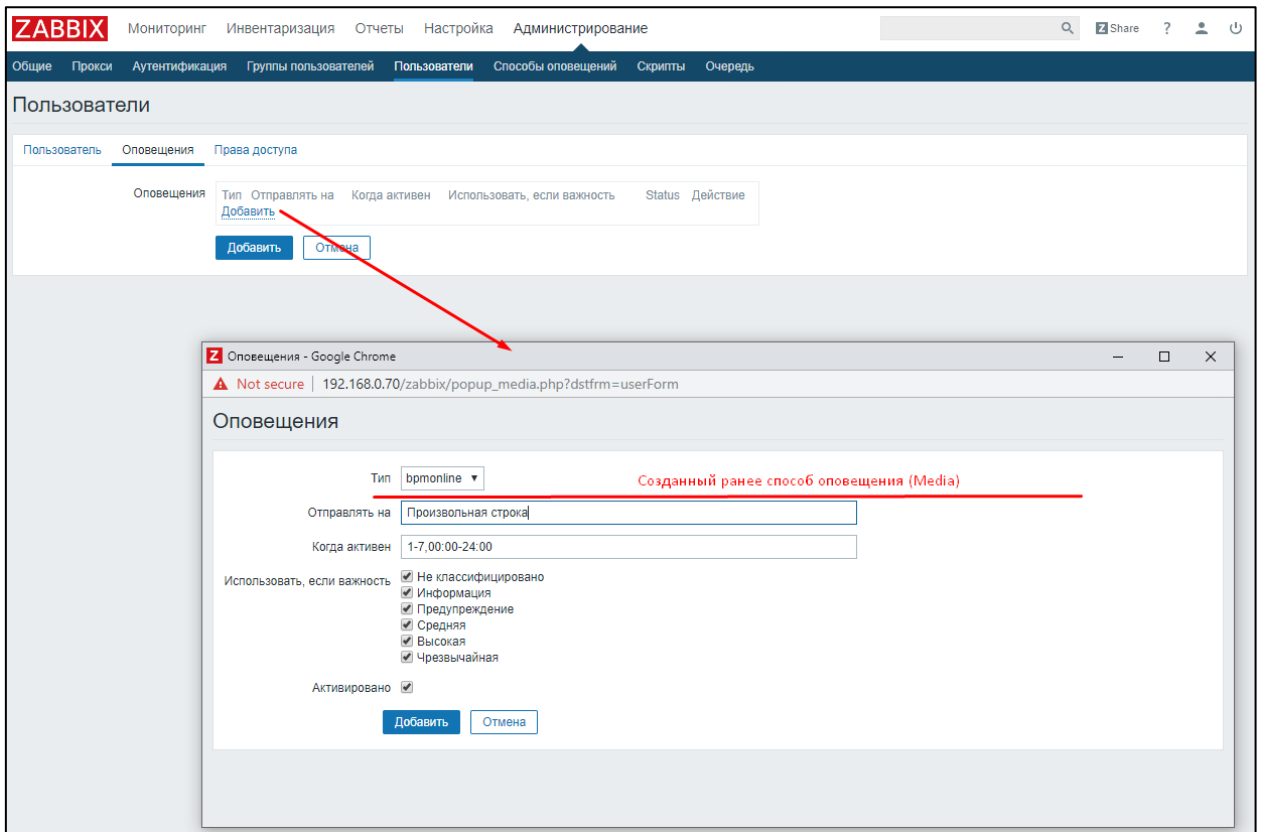 ZABBIX Мониторинг Инвентаризация Отчеты Настройка Администрирование Z Share ?
Общие Прокси Аутентификация Группы пользователей Пользователи Способы оповещений Скрипты Очередь
Пользователи
Пользователь Оповещения Права доступа
Оповещения Тип Отправлять на Когда активен Использовать, если важность Status Действие
Добавить
Добавить Отмена
Z Оповещения - Google Chrome
Not secure | 192.168.0.70/zabbix/popup_media.php?dstfrm=userForm
Оповещения
Тип bpmonline Созданный ранее способ оповещения (Media)
Отправлять на Произвольная строка
Когда активен 1-7,00:00-24:00
Использовать, если важность Не классифицировано
Информация
Предупреждение
Средняя
Высокая
Чрезвычайная
Активировано
Добавить Отмена